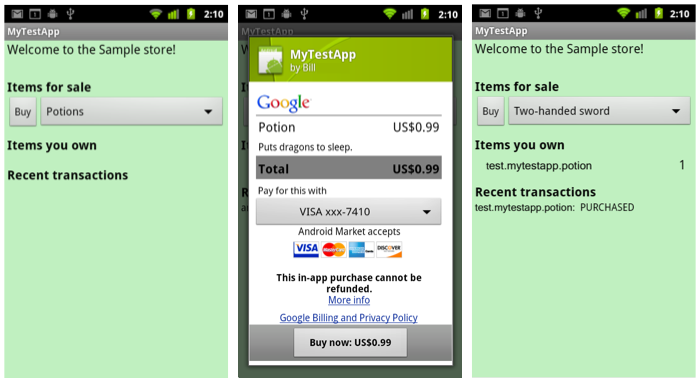 2:10
MyTestApp
Welcome to the Sample store!
Items for sale
Buy
Potions
Items you own
Recent transactions
2:10
MyTestApp
MyTestApp
by Bill
Google
Potion US$0.99
Puts dragons to sleep.
Total US$0.99
Pay for this with
VISA xxx-7410
Android Market accepts
VISA MasterCard DISCOVER
This in-app purchase cannot be
refunded.
More info
Google Billing and Privacy Policy
Buy now: US$0.99
2:10
MyTestApp
Welcome to the Sample store!
Items for sale
Buy
Two-handed sword
Items you own
test.mytestapp.potion 1
Recent transactions
test.mytestapp.potion: PURCHASED